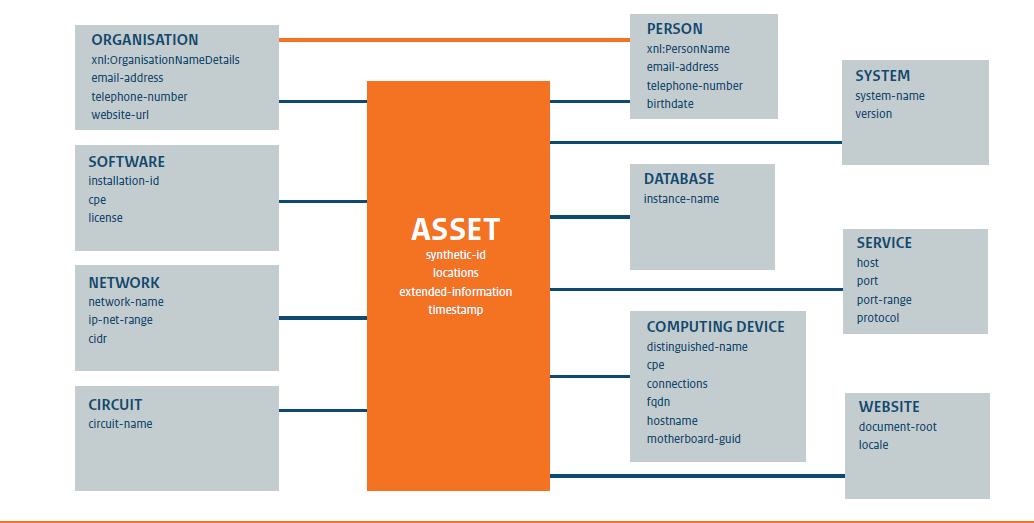 ORGANISATION
xnl:OrganisationNameDetails
email-address
telephone-number
website-url
SOFTWARE
installation-id
cpe
license
NETWORK
network-name
ip-net-range
cidr
CIRCUIT
circuit-name
ASSET
synthetic-id
locations
extended-information
timestamp
PERSON
xnl:PersonName
email-address
telephone-number
birthdate
DATABASE
instance-name
COMPUTING DEVICE
distinguished-name
cpe
connections
fqdn
hostname
motherboard-guid
SYSTEM
system-name
version
SERVICE
host
port
port-range
protocol
WEBSITE
document-root
locale